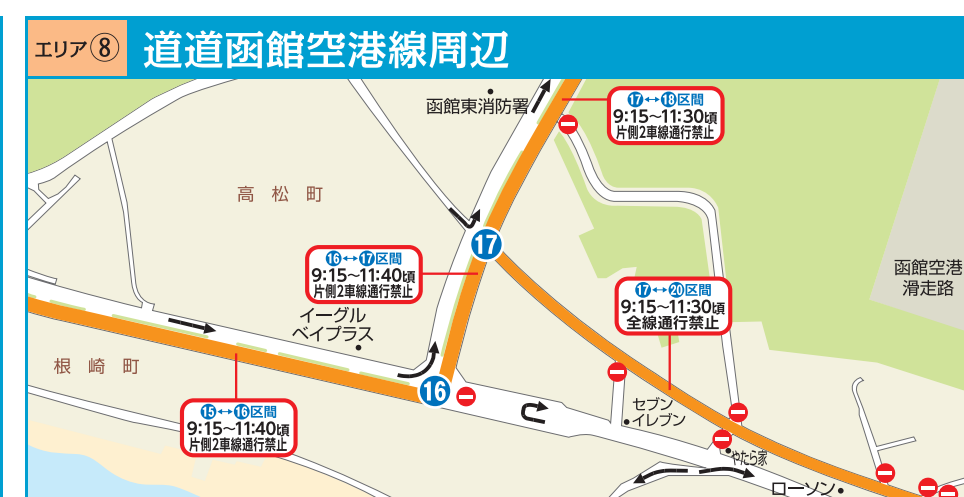 エリア⑧
道道函館空港線周辺
函館東消防署
⑰↔⑱区間
9:15~11:30頃
片側2車線通行禁止
高松町
⑰
⑯↔⑰区間
9:15~11:40頃
片側2車線通行禁止
函館空港
滑走路
⑰↔⑳区間
9:15~11:30頃
全線通行禁止
イーグル
ベイプラス
根崎町
⑯
⑮↔⑯区間
9:15~11:40頃
片側2車線通行禁止
セブン
イレブン
やたら家
ローソン